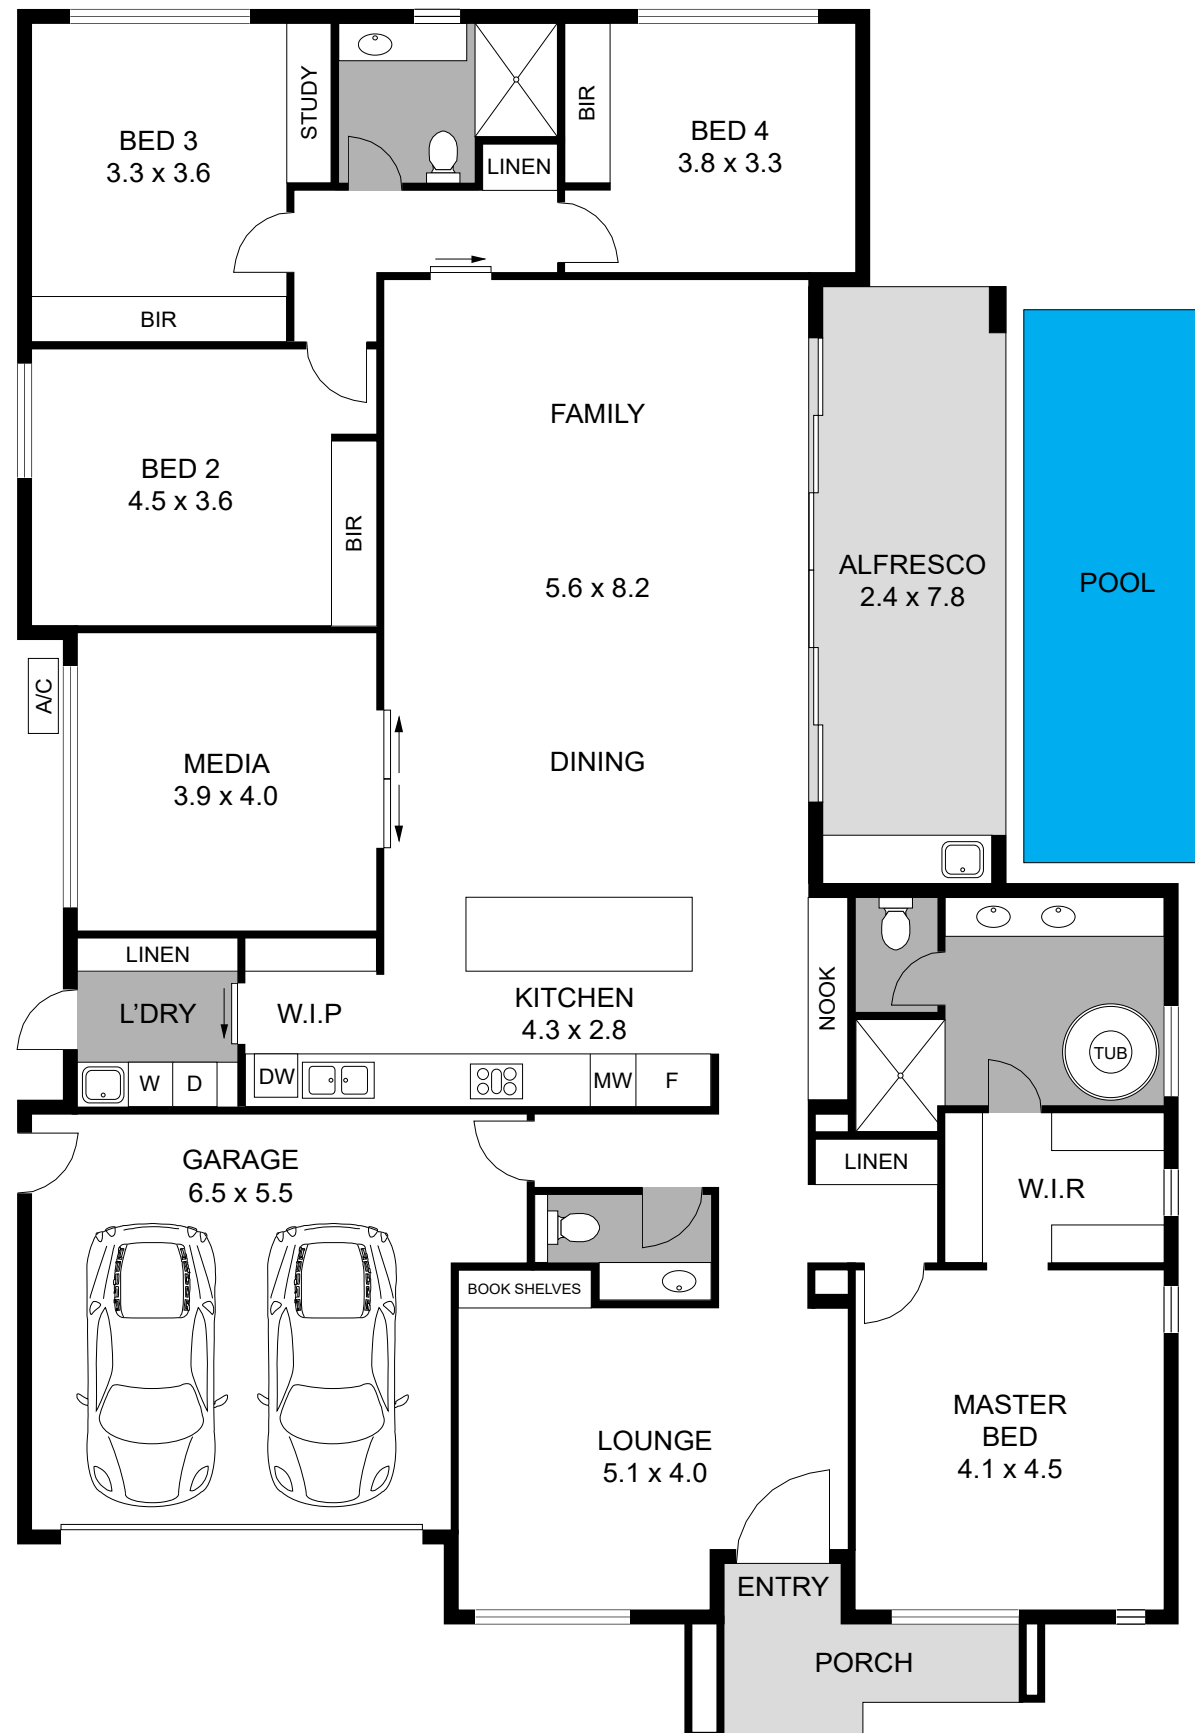 BED 3
3.3 x 3.6
STUDY
BIR
LINEN
BIR
BED 4
3.8 x 3.3
BED 2
4.5 x 3.6
BIR
FAMILY
5.6 x 8.2
DINING
ALFRESCO
2.4 x 7.8
POOL
A/C
MEDIA
3.9 x 4.0
LINEN
L'DRY
W
D
W.I.P
KITCHEN
4.3 x 2.8
DW
MW
F
NOOK
TUB
LINEN
W.I.R
GARAGE
6.5 x 5.5
BOOK SHELVES
LOUNGE
5.1 x 4.0
MASTER
BED
4.1 x 4.5
ENTRY
PORCH